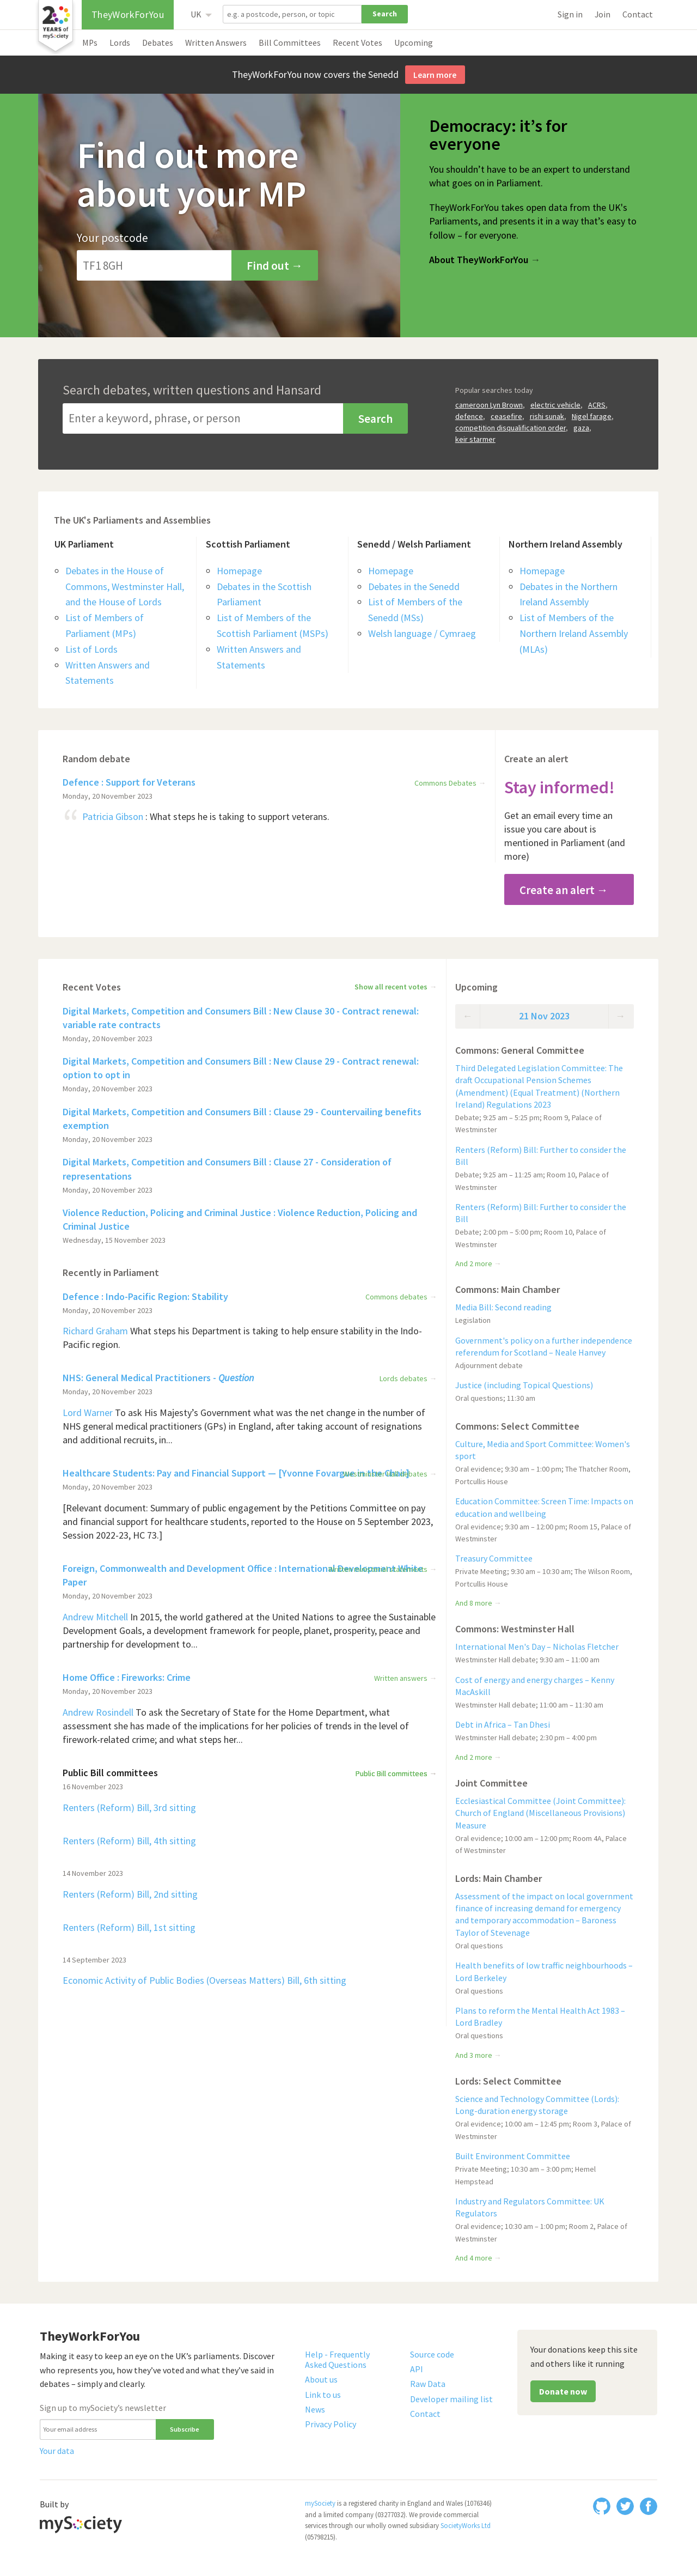 20
YEARS of
mySociety
TheyWorkForYou
UK
e.g. a postcode, person, or topic
Search
Sign in
Join
Contact
MPs
Lords
Debates
Written Answers
Bill Committees
Recent Votes
Upcoming
TheyWorkForYou now covers the Senedd
Learn more
Find out more
about your MP
Your postcode
TF1 8GH
Find out →
Democracy: it’s for
everyone
You shouldn’t have to be an expert to understand
what goes on in Parliament.
TheyWorkForYou takes open data from the UK’s
Parliaments, and presents it in a way that’s easy to
follow – for everyone.
About TheyWorkForYou →
Search debates, written questions and Hansard
Enter a keyword, phrase, or person
Search
Popular searches today
cameroon Lyn Brown, electric vehicle, ACRS,
defence, ceasefire, rishi sunak, Nigel farage,
competition disqualification order, gaza,
keir starmer
The UK's Parliaments and Assemblies
UK Parliament
Debates in the House of
Commons, Westminster Hall,
and the House of Lords
List of Members of
Parliament (MPs)
List of Lords
Written Answers and
Statements
Scottish Parliament
Homepage
Debates in the Scottish
Parliament
List of Members of the
Scottish Parliament (MSPs)
Written Answers and
Statements
Senedd / Welsh Parliament
Homepage
Debates in the Senedd
List of Members of the
Senedd (MSs)
Welsh language / Cymraeg
Northern Ireland Assembly
Homepage
Debates in the Northern
Ireland Assembly
List of Members of the
Northern Ireland Assembly
(MLAs)
Random debate
Defence : Support for Veterans
Commons Debates →
Monday, 20 November 2023
“ Patricia Gibson : What steps he is taking to support veterans.
Create an alert
Stay informed!
Get an email every time an
issue you care about is
mentioned in Parliament (and
more)
Create an alert →
Recent Votes
Show all recent votes →
Digital Markets, Competition and Consumers Bill : New Clause 30 - Contract renewal:
variable rate contracts
Monday, 20 November 2023
Digital Markets, Competition and Consumers Bill : New Clause 29 - Contract renewal:
option to opt in
Monday, 20 November 2023
Digital Markets, Competition and Consumers Bill : Clause 29 - Countervailing benefits
exemption
Monday, 20 November 2023
Digital Markets, Competition and Consumers Bill : Clause 27 - Consideration of
representations
Monday, 20 November 2023
Violence Reduction, Policing and Criminal Justice : Violence Reduction, Policing and
Criminal Justice
Wednesday, 15 November 2023
Recently in Parliament
Defence : Indo-Pacific Region: Stability
Commons debates →
Monday, 20 November 2023
Richard Graham What steps his Department is taking to help ensure stability in the Indo-
Pacific region.
NHS: General Medical Practitioners - Question
Lords debates →
Monday, 20 November 2023
Lord Warner To ask His Majesty’s Government what was the net change in the number of
NHS general medical practitioners (GPs) in England, after taking account of resignations
and additional recruits, in...
Healthcare Students: Pay and Financial Support — [Yvonne Fovargue in the Chair]
debates →
Monday, 20 November 2023
[Relevant document: Summary of public engagement by the Petitions Committee on pay
and financial support for healthcare students, reported to the House on 5 September 2023,
Session 2022-23, HC 73.]
Foreign, Commonwealth and Development Office : International Development White
Paper
Monday, 20 November 2023
Andrew Mitchell In 2015, the world gathered at the United Nations to agree the Sustainable
Development Goals, a development framework for people, planet, prosperity, peace and
partnership for development to...
Home Office : Fireworks: Crime
Written answers →
Monday, 20 November 2023
Andrew Rosindell To ask the Secretary of State for the Home Department, what
assessment she has made of the implications for her policies of trends in the level of
firework-related crime; and what steps her...
Public Bill committees
Public Bill committees →
16 November 2023
Renters (Reform) Bill, 3rd sitting
Renters (Reform) Bill, 4th sitting
14 November 2023
Renters (Reform) Bill, 2nd sitting
Renters (Reform) Bill, 1st sitting
14 September 2023
Economic Activity of Public Bodies (Overseas Matters) Bill, 6th sitting
Upcoming
← 21 Nov 2023 →
Commons: General Committee
Third Delegated Legislation Committee: The
draft Occupational Pension Schemes
(Amendment) (Equal Treatment) (Northern
Ireland) Regulations 2023
Debate; 9:25 am – 5:25 pm; Room 9, Palace of
Westminster
Renters (Reform) Bill: Further to consider the
Bill
Debate; 9:25 am – 11:25 am; Room 10, Palace of
Westminster
Renters (Reform) Bill: Further to consider the
Bill
Debate; 2:00 pm – 5:00 pm; Room 10, Palace of
Westminster
And 2 more →
Commons: Main Chamber
Media Bill: Second reading
Legislation
Government's policy on a further independence
referendum for Scotland – Neale Hanvey
Adjournment debate
Justice (including Topical Questions)
Oral questions; 11:30 am
Commons: Select Committee
Culture, Media and Sport Committee: Women's
sport
Oral evidence; 9:30 am – 1:00 pm; The Thatcher Room,
Portcullis House
Education Committee: Screen Time: Impacts on
education and wellbeing
Oral evidence; 9:30 am – 12:00 pm; Room 15, Palace of
Westminster
Treasury Committee
Private Meeting; 9:30 am – 10:30 am; The Wilson Room,
Portcullis House
And 8 more →
Commons: Westminster Hall
International Men's Day – Nicholas Fletcher
Westminster Hall debate; 9:30 am – 11:00 am
Cost of energy and energy charges – Kenny
MacAskill
Westminster Hall debate; 11:00 am – 11:30 am
Debt in Africa – Tan Dhesi
Westminster Hall debate; 2:30 pm – 4:00 pm
And 2 more →
Joint Committee
Ecclesiastical Committee (Joint Committee):
Church of England (Miscellaneous Provisions)
Measure
Oral evidence; 10:00 am – 12:00 pm; Room 4A, Palace
of Westminster
Lords: Main Chamber
Assessment of the impact on local government
finance of increasing demand for emergency
and temporary accommodation – Baroness
Taylor of Stevenage
Oral questions
Health benefits of low traffic neighbourhoods –
Lord Berkeley
Oral questions
Plans to reform the Mental Health Act 1983 –
Lord Bradley
Oral questions
And 3 more →
Lords: Select Committee
Science and Technology Committee (Lords):
Long-duration energy storage
Oral evidence; 10:00 am – 12:45 pm; Room 3, Palace of
Westminster
Built Environment Committee
Private Meeting; 10:30 am – 3:00 pm; Hemel
Hempstead
Industry and Regulators Committee: UK
Regulators
Oral evidence; 10:30 am – 1:00 pm; Room 2, Palace of
Westminster
And 4 more →
TheyWorkForYou
Making it easy to keep an eye on the UK’s parliaments. Discover
who represents you, how they’ve voted and what they’ve said in
debates – simply and clearly.
Sign up to mySociety’s newsletter
Your email address
Subscribe
Your data
Help - Frequently
Asked Questions
About us
Link to us
News
Privacy Policy
Source code
API
Raw Data
Developer mailing list
Contact
Your donations keep this site
and others like it running
Donate now
Built by
mySociety
mySociety is a registered charity in England and Wales (1076346)
and a limited company (03277032). We provide commercial
services through our wholly owned subsidiary SocietyWorks Ltd
(05798215).